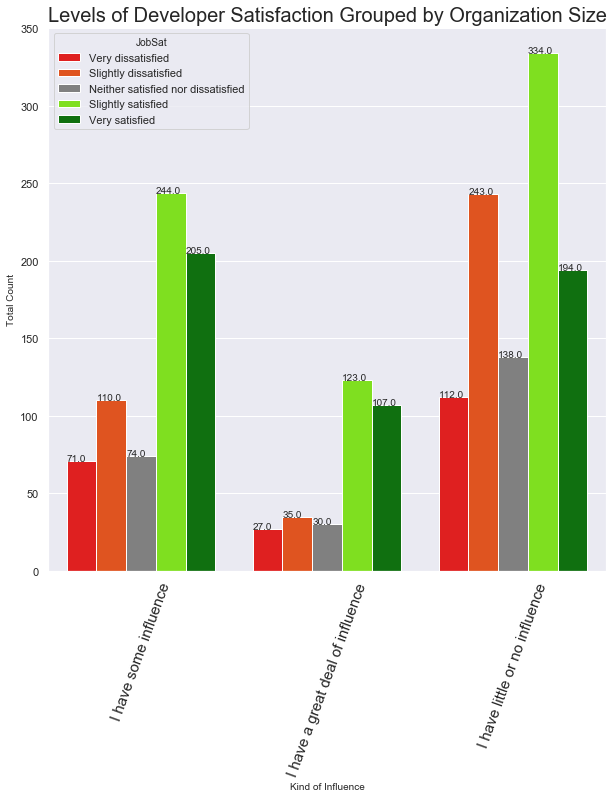 Levels of Developer Satisfaction Grouped by Organization Size
JobSat
Very dissatisfied
Slightly dissatisfied
Neither satisfied nor dissatisfied
Slightly satisfied
Very satisfied
Total Count
350
300
250
200
150
100
50
0
71.0
110.0
74.0
244.0
205.0
27.0
35.0
30.0
123.0
107.0
112.0
243.0
138.0
334.0
194.0
I have some influence
I have a great deal of influence
I have little or no influence
Kind of Influence